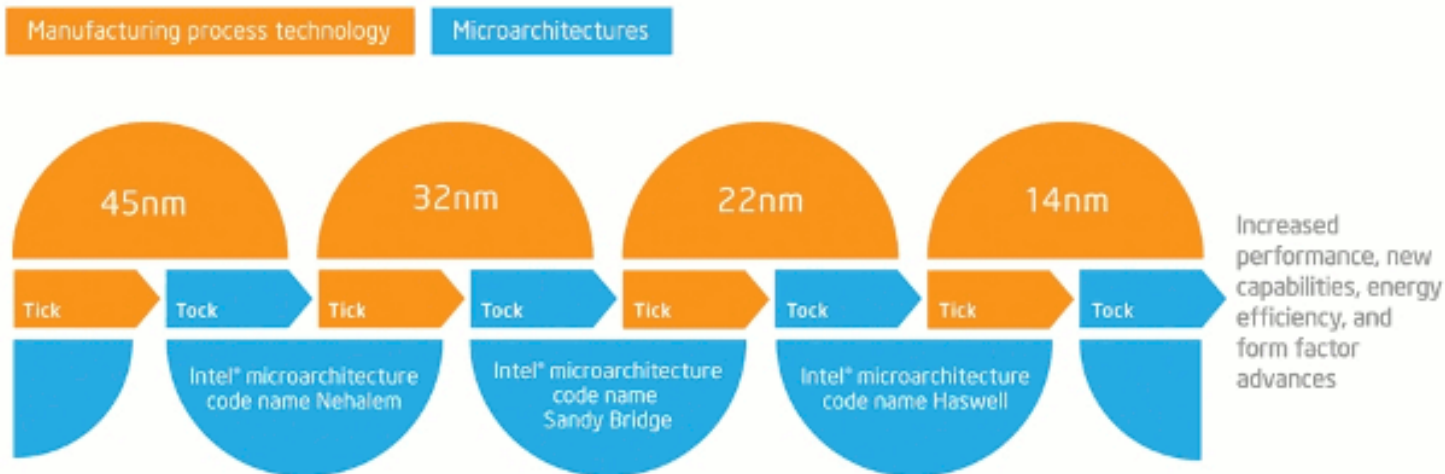 Manufacturing process technology
Microarchitectures
45nm
32nm
22nm
14nm
Tick
Tock
Tick
Tock
Tick
Tock
Tick
Tock
Intel® microarchitecture
code name Nehalem
Intel® microarchitecture
code name
Sandy Bridge
Intel® microarchitecture
code name Haswell
Increased
performance, new
capabilities, energy
efficiency, and
form factor
advances